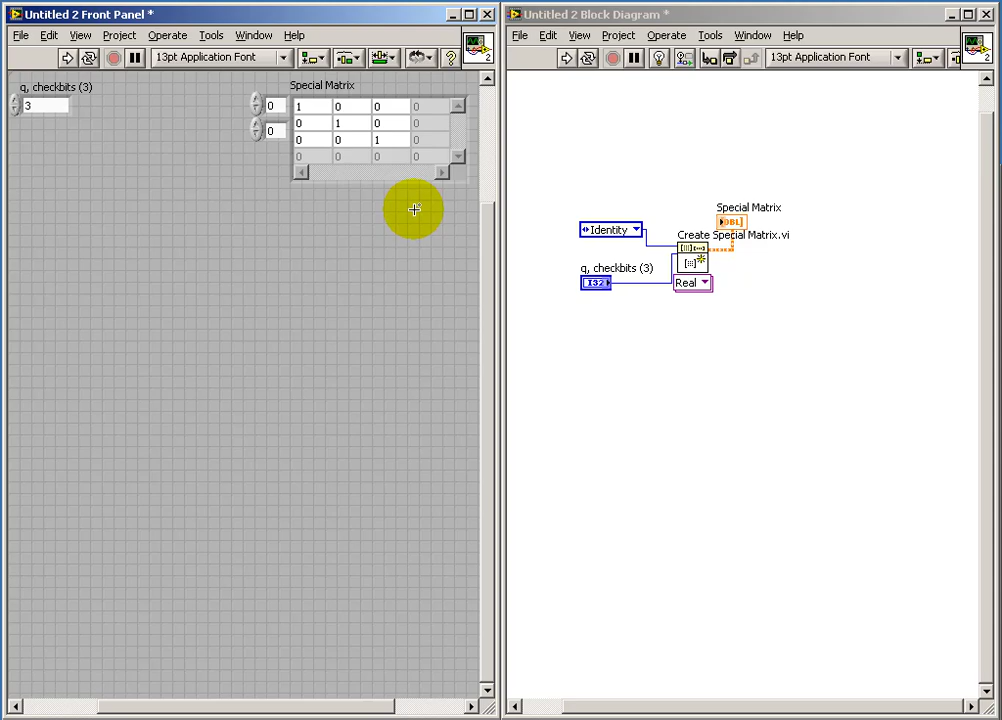 Untitled 2 Front Panel *
File Edit View Project Operate Tools Window Help
13pt Application Font
?
2
q, checkbits (3)
3
Special Matrix
0 1 0 0 0
0 1 0 0
0
0 0 1 0
0 0 0 0
Untitled 2 Block Diagram *
File Edit View Project Operate Tools Window Help
13pt Application Font
2
Special Matrix
DBL]
Identity
Create Special Matrix.vi
q, checkbits (3)
I32
Real